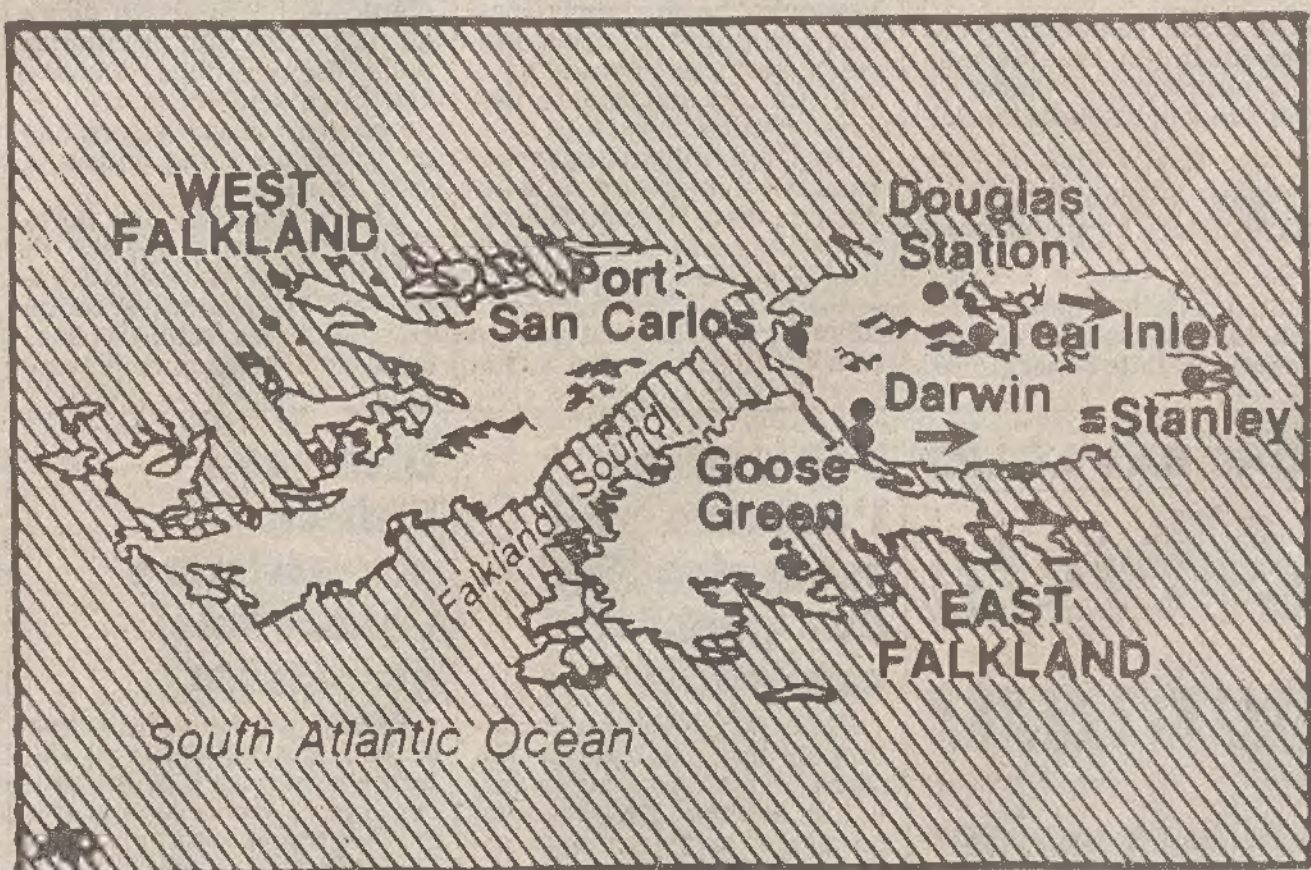 WEST
FALKLAND
Port
San Carlos
Douglas
Station
Teal Inlet
Darwin
Stanley
Goose
Green
Falkland Sound
EAST
FALKLAND
South Atlantic Ocean